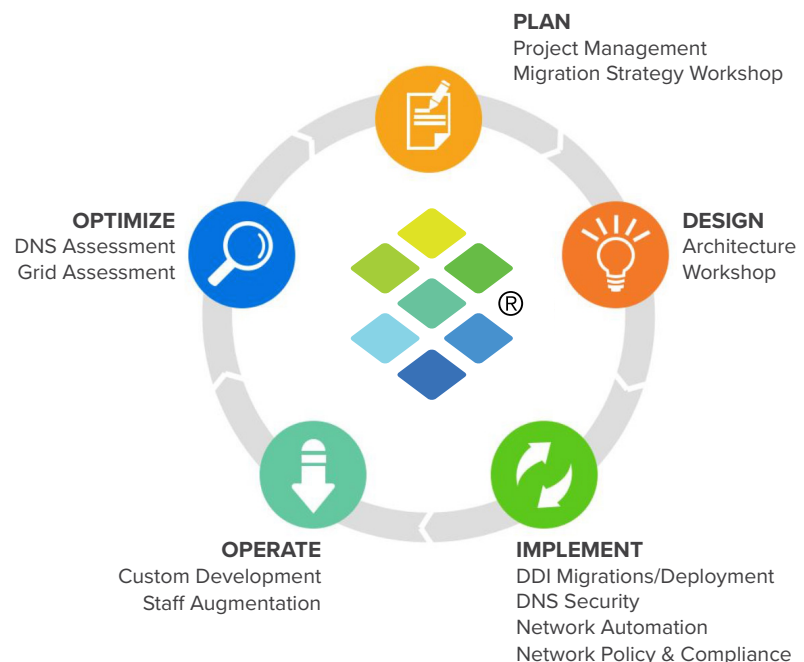 PLAN
Project Management
Migration Strategy Workshop
DESIGN
Architecture
Workshop
IMPLEMENT
DDI Migrations/Deployment
DNS Security
Network Automation
Network Policy & Compliance
OPERATE
Custom Development
Staff Augmentation
OPTIMIZE
DNS Assessment
Grid Assessment
®